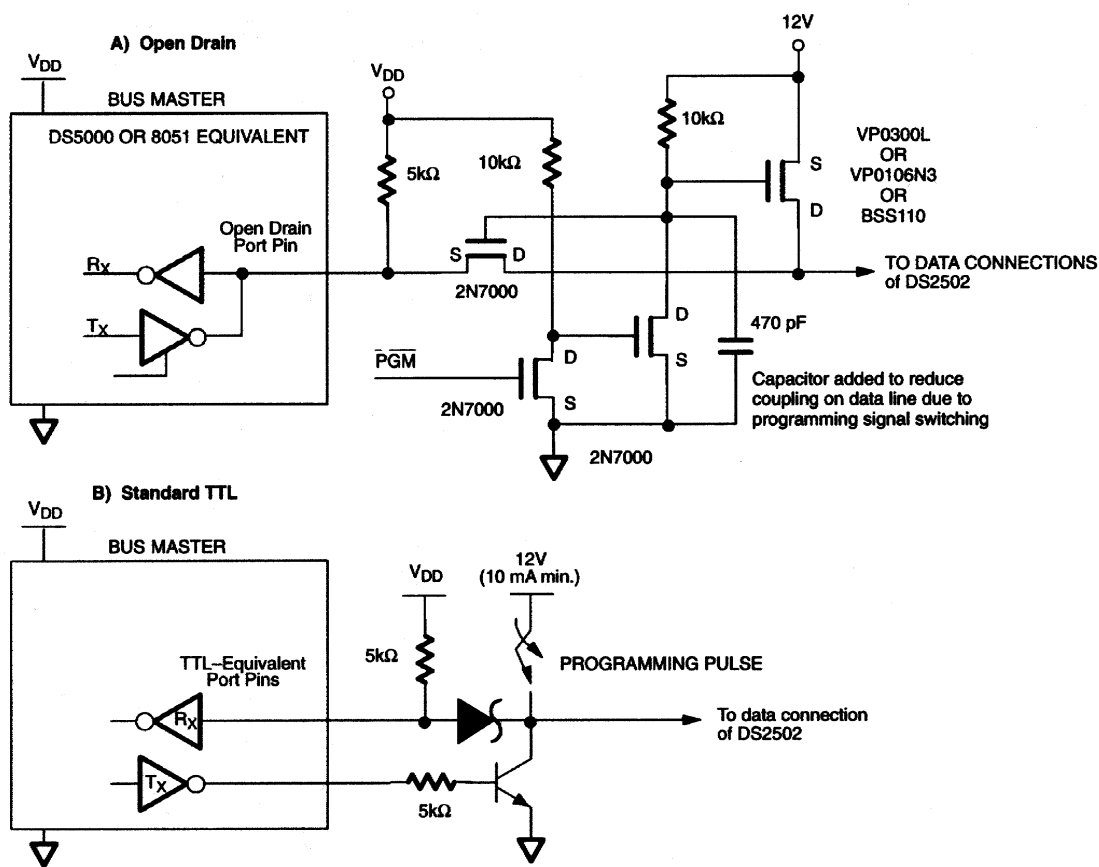 A) Open Drain
VDD
BUS MASTER
DS5000 OR 8051 EQUIVALENT
Open Drain
Port Pin
RX
TX
VDD
5kΩ
10kΩ
S
D
2N7000
PGM
2N7000
D
S
12V
10kΩ
D
S
2N7000
S
D
VP0300L
OR
VP0106N3
OR
BSS110
TO DATA CONNECTIONS
of DS2502
470 pF
Capacitor added to reduce
coupling on data line due to
programming signal switching
B) Standard TTL
VDD
BUS MASTER
TTL–Equivalent
Port Pins
RX
TX
VDD
5kΩ
5kΩ
12V
(10 mA min.)
PROGRAMMING PULSE
To data connection
of DS2502